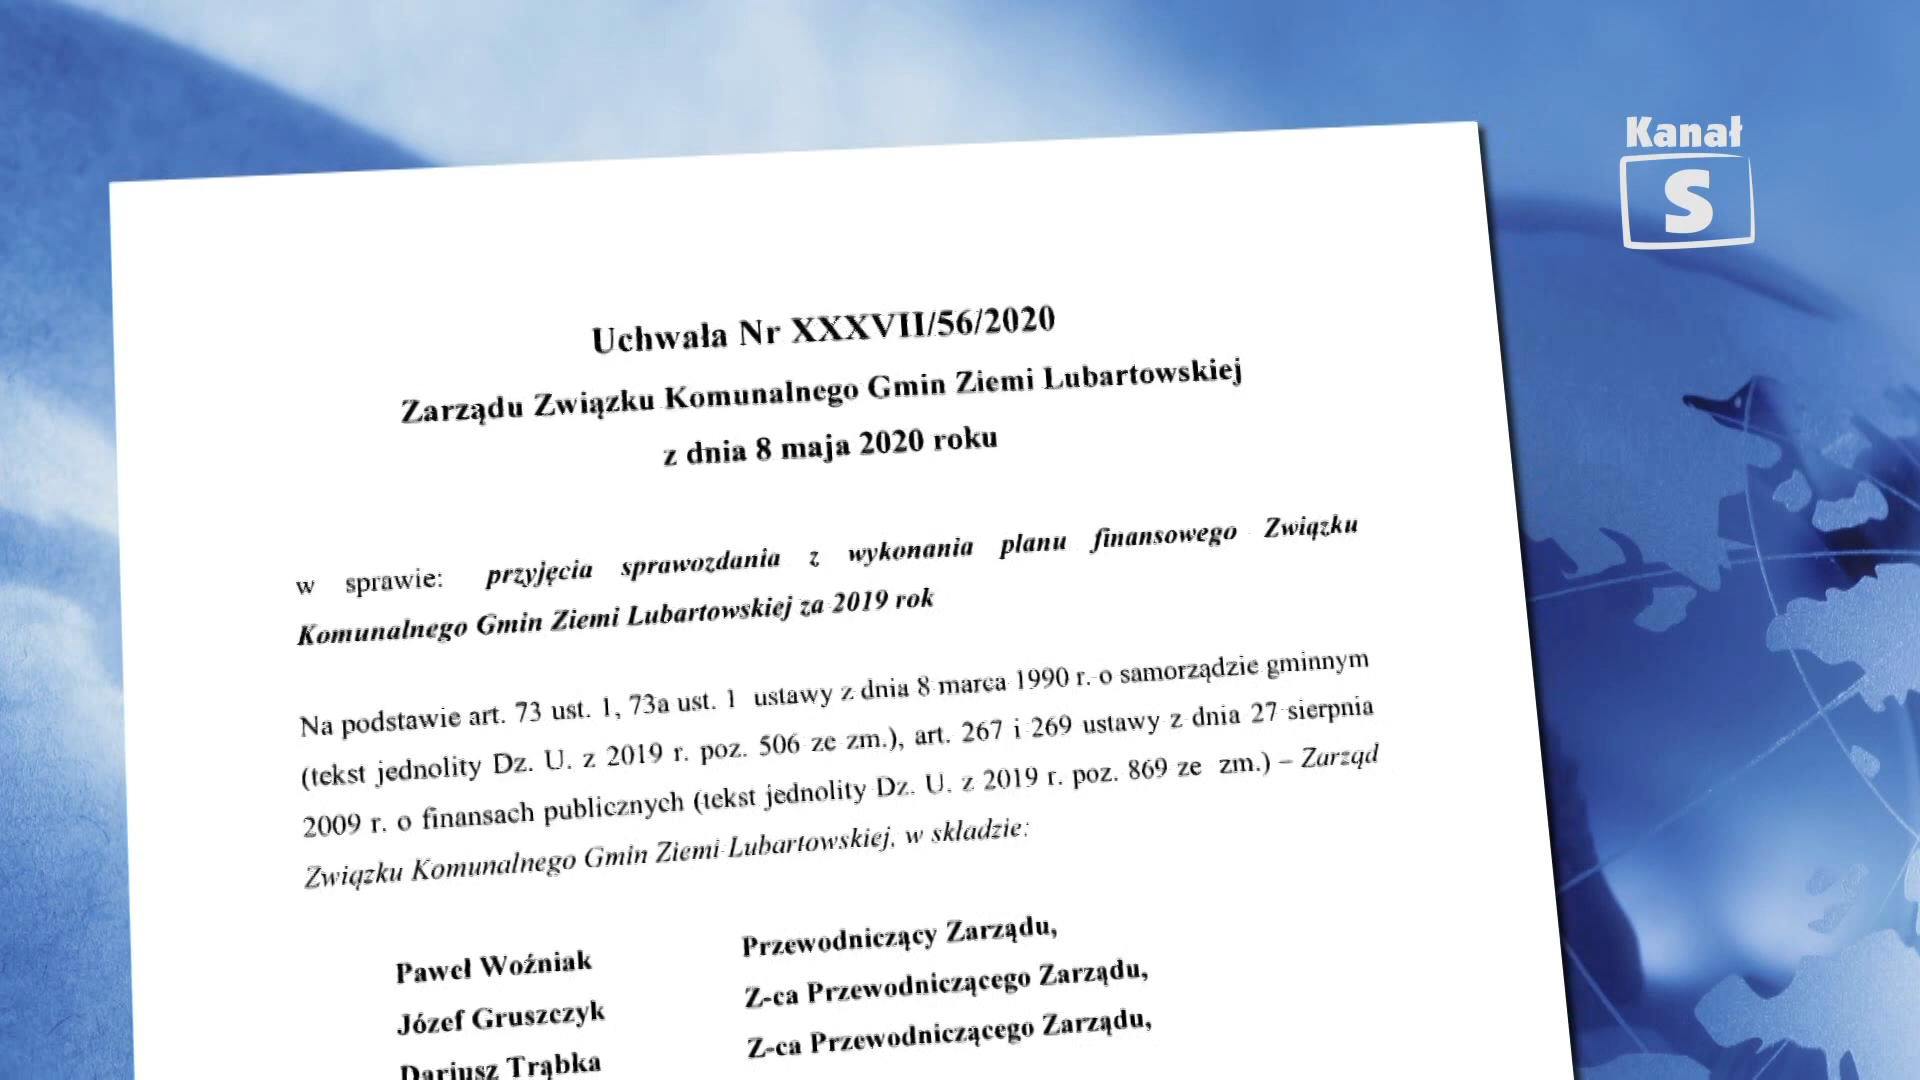 Kanał
S
Uchwała Nr XXXVII/56/2020
Zarządu Związku Komunalnego Gmin Ziemi Lubartowskiej
z dnia 8 maja 2020 roku
w sprawie: przyjęcia sprawozdania z wykonania planu finansowego Związku
Komunalnego Gmin Ziemi Lubartowskiej za 2019 rok
Na podstawie art. 73 ust. 1, 73a ust. 1 ustawy z dnia 8 marca 1990 r. o samorządzie gminnym
(tekst jednolity Dz. U. z 2019 r. poz. 506 ze zm.), art. 267 i 269 ustawy z dnia 27 sierpnia
2009 r. o finansach publicznych (tekst jednolity Dz. U. z 2019 r. poz. 869 ze zm.) – Zarząd
Związku Komunalnego Gmin Ziemi Lubartowskiej, w składzie:
Paweł Woźniak Przewodniczący Zarządu,
Józef Gruszczyk Z-ca Przewodniczącego Zarządu,
Dariusz Trąbka Z-ca Przewodniczącego Zarządu,